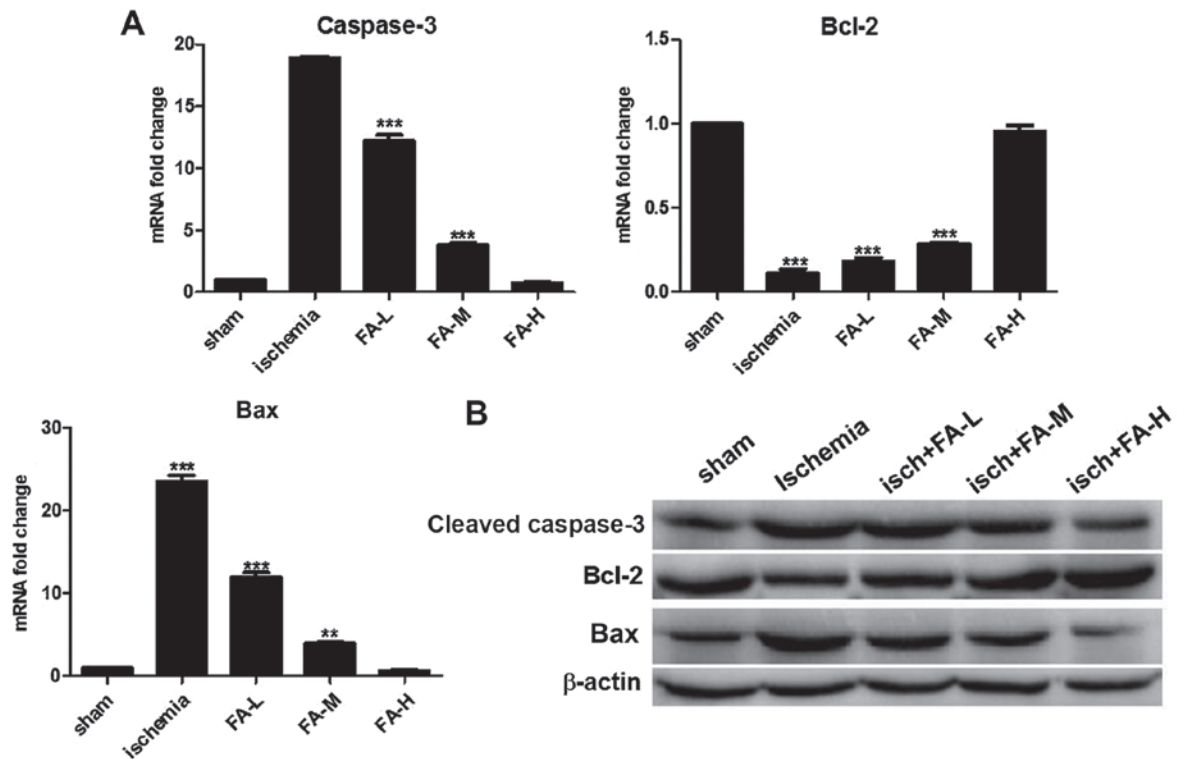 A
Caspase-3
mRNA fold change
20
15
10
5
0
***
***
sham
ischemia
FA-L
FA-M
FA-H
Bcl-2
mRNA fold change
1.5
1.0
0.5
0.0
***
***
***
sham
ischemia
FA-L
FA-M
FA-H
Bax
mRNA fold change
30
20
10
0
***
***
**
sham
ischemia
FA-L
FA-M
FA-H
B
sham
Ischemia
isch+FA-L
isch+FA-M
isch+FA-H
Cleaved caspase-3
Bcl-2
Bax
β-actin